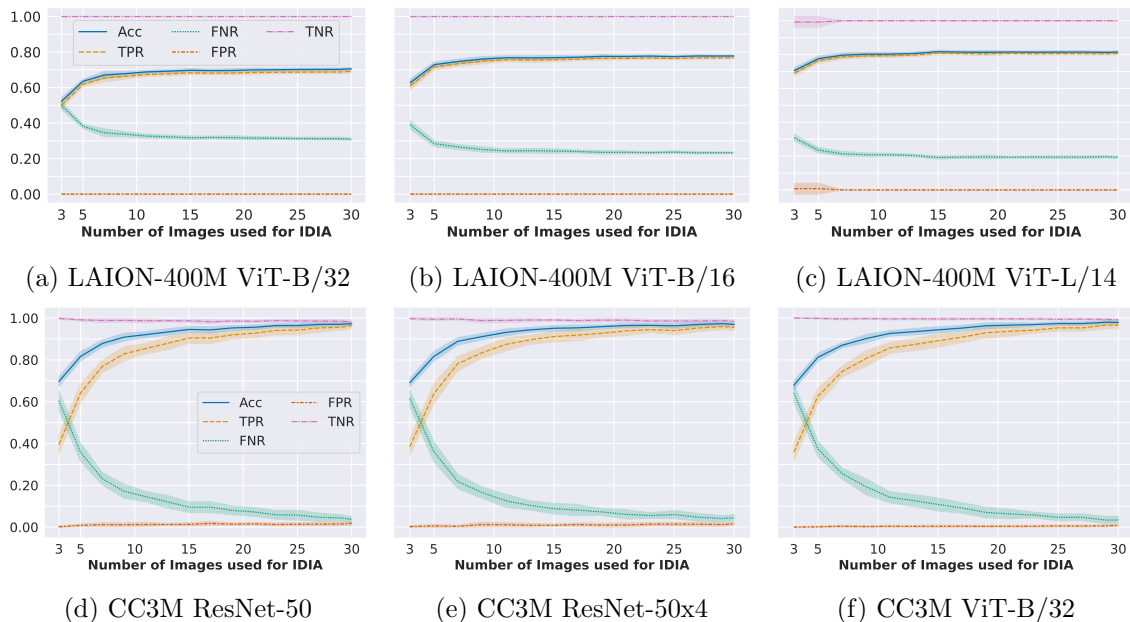 1.00
0.80
0.60
0.40
0.20
0.00
Acc FNR TNR
TPR FPR
3 5 10 15 20 25 30
Number of Images used for IDIA
3 5 10 15 20 25 30
Number of Images used for IDIA
3 5 10 15 20 25 30
Number of Images used for IDIA
(a) LAION-400M ViT-B/32
(b) LAION-400M ViT-B/16
(c) LAION-400M ViT-L/14
1.00
0.80
0.60
0.40
0.20
0.00
Acc FPR
TPR TNR
FNR
3 5 10 15 20 25 30
Number of Images used for IDIA
3 5 10 15 20 25 30
Number of Images used for IDIA
3 5 10 15 20 25 30
Number of Images used for IDIA
(d) CC3M ResNet-50
(e) CC3M ResNet-50x4
(f) CC3M ViT-B/32